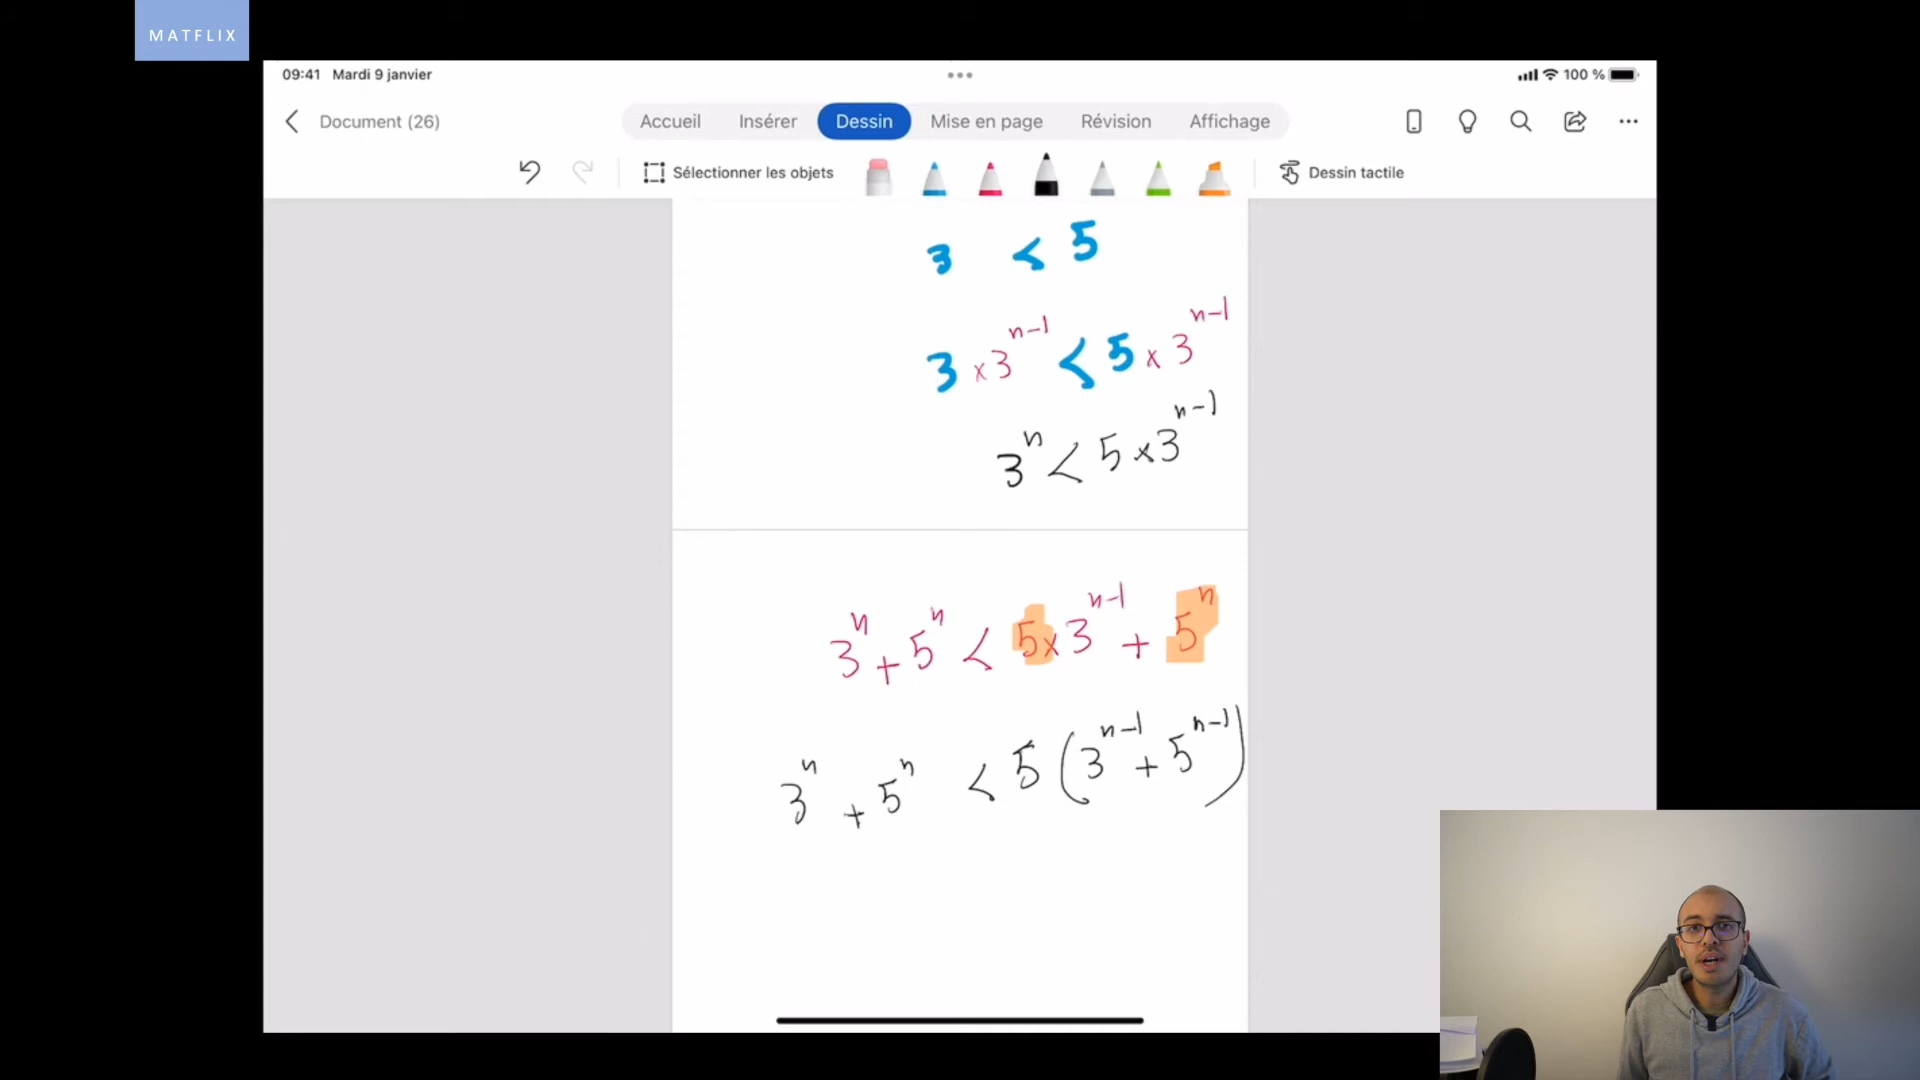 MATFLIX
09:41 Mardi 9 janvier
100 %
Document (26)
Accueil Insérer Dessin Mise en page Révision Affichage
Sélectionner les objets
Dessin tactile
3 < 5
3 × 3^{n-1} < 5 × 3^{n-1}
3^n < 5 × 3^{n-1}
3^n + 5^n < 5 × 3^{n-1} + 5^n
3^n + 5^n < 5 (3^{n-1} + 5^{n-1})